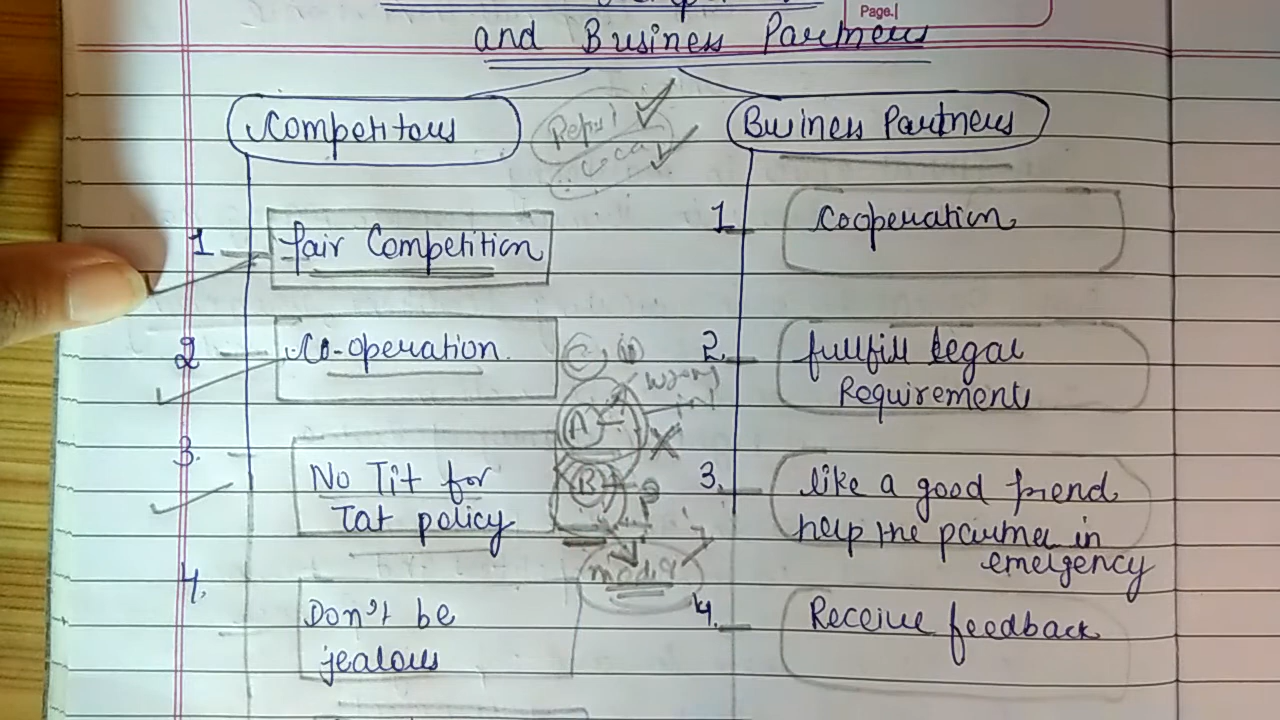 Page.
and Business Partners
Competitors
Business Partners
1
fair Competition
2
Co-operation
3.
No Tit for
Tat policy
4.
Don't be
jealous
1.
Cooperation
2.
fullfill legal
Requirement
3.
like a good friend
help the partner in
emergency
4.
Receive feedback
A
wrong
B